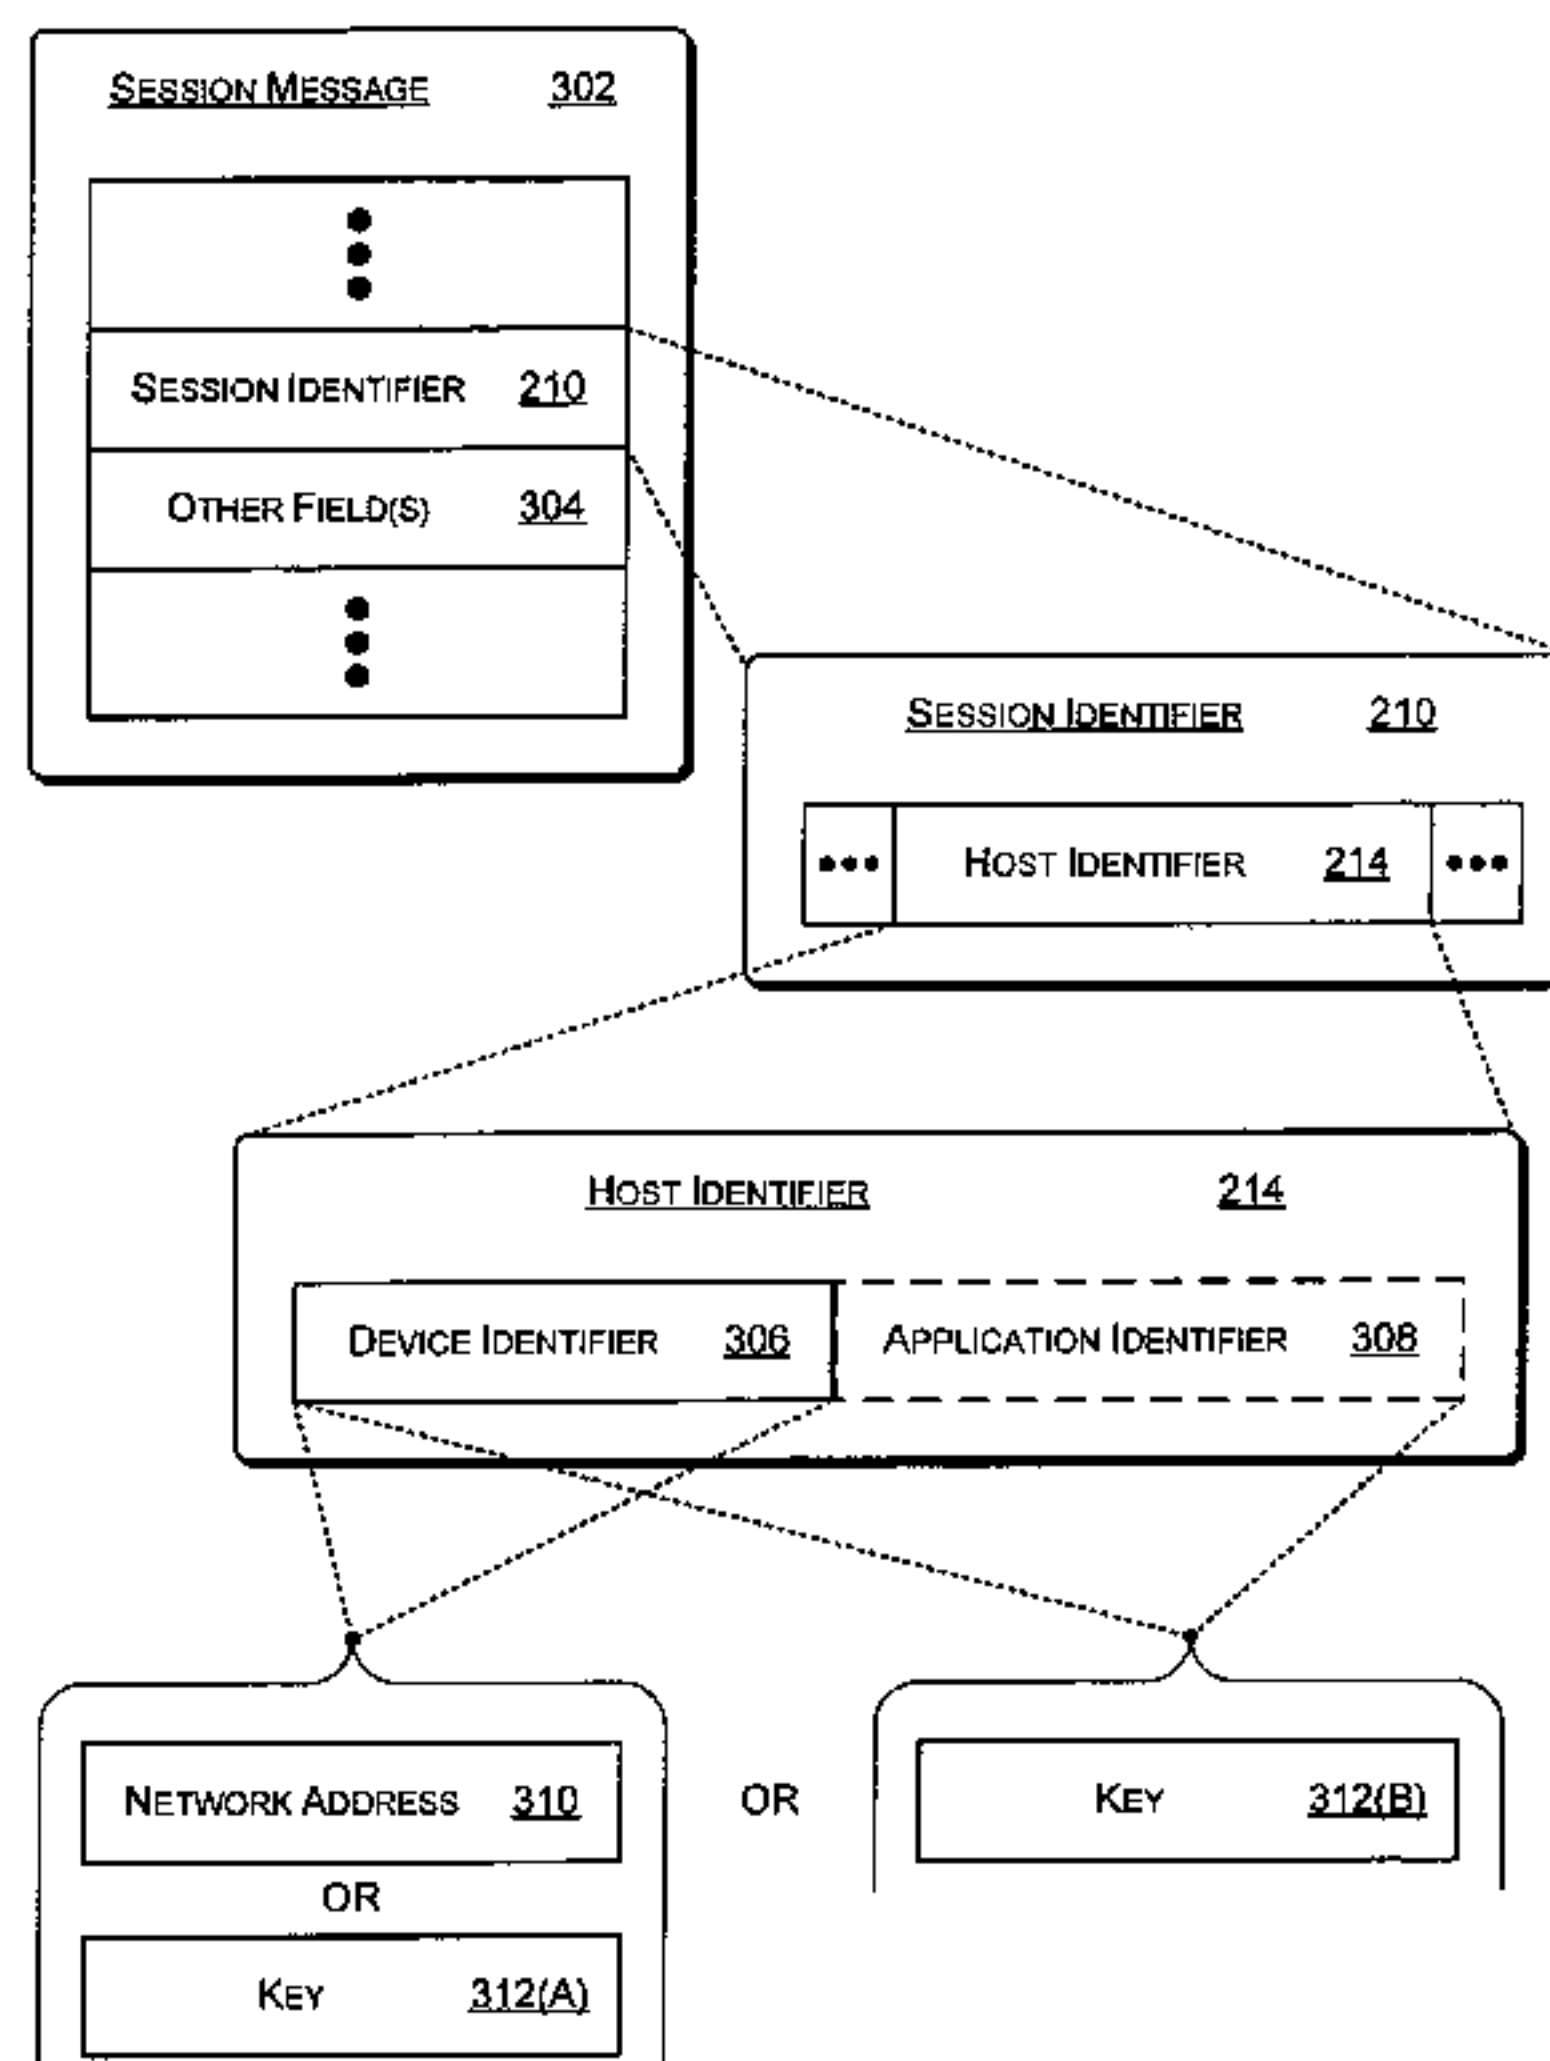 SESSION MESSAGE 302
SESSION IDENTIFIER 210
OTHER FIELD(S) 304
SESSION IDENTIFIER 210
HOST IDENTIFIER 214
HOST IDENTIFIER 214
DEVICE IDENTIFIER 306 APPLICATION IDENTIFIER 308
NETWORK ADDRESS 310 OR KEY 312(B)
OR
KEY 312(A)